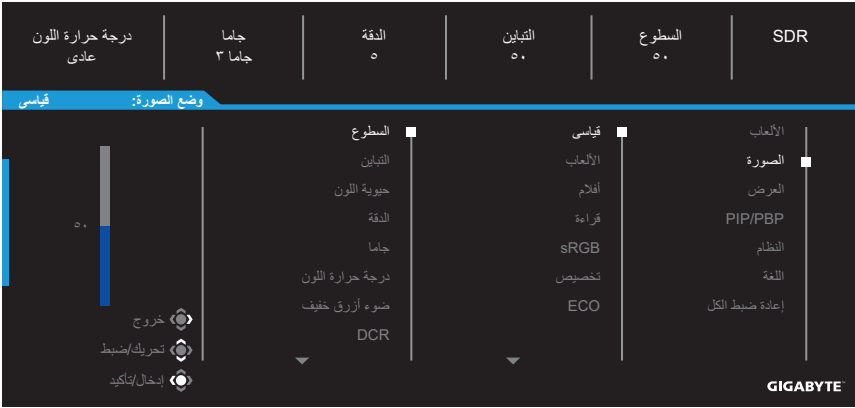 SDR
السطوع
٥٠
التباين
٥٠
الدقة
٥
جاما
جاما ٣
درجة حرارة اللون
عادى
وضع الصورة: قياسى
الألعاب
الصورة
العرض
PIP/PBP
النظام
اللغة
إعادة ضبط الكل
قياسى
الألعاب
أفلام
قراءة
sRGB
تخصيص
ECO
السطوع
التباين
حيوية اللون
الدقة
جاما
درجة حرارة اللون
ضوء أزرق خفيف
DCR
٥٠
خروج
تحريك/ضبط
إدخال/تأكيد
GIGABYTE™